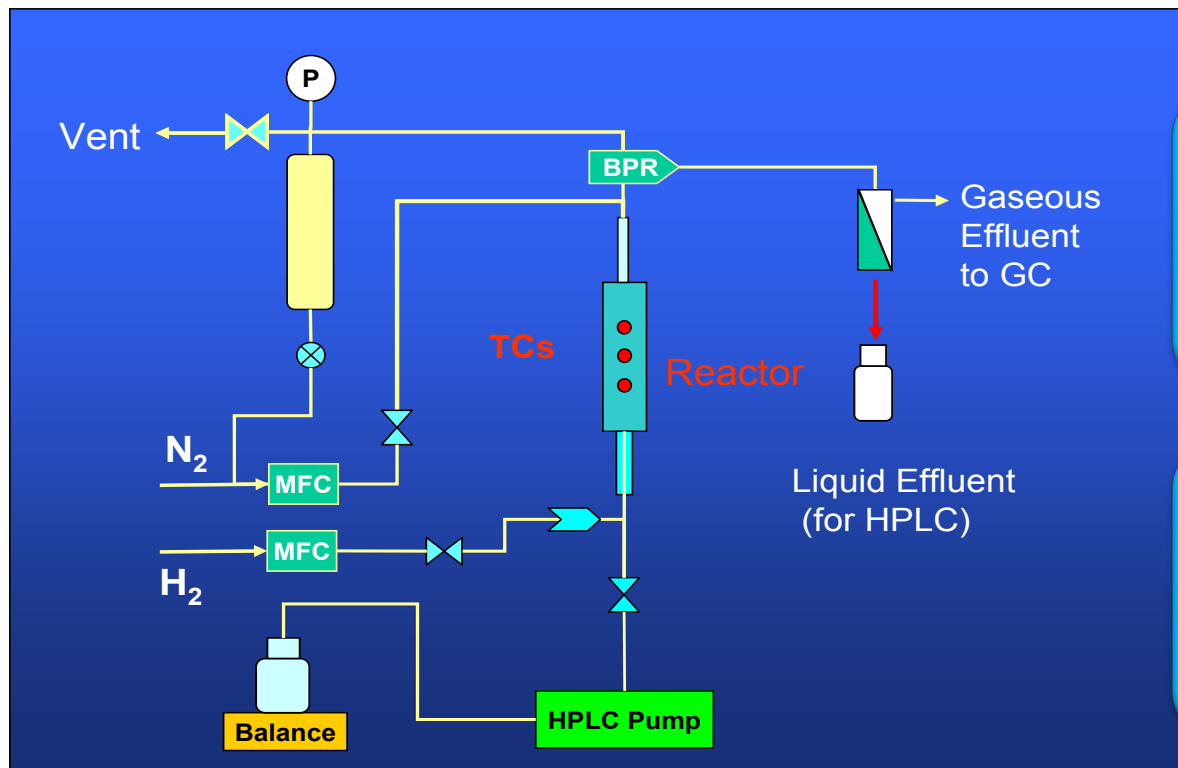 P
Vent
BPR
Gaseous
Effluent
to GC
TCs
Reactor
N₂
MFC
Liquid Effluent
(for HPLC)
MFC
H₂
HPLC Pump
Balance